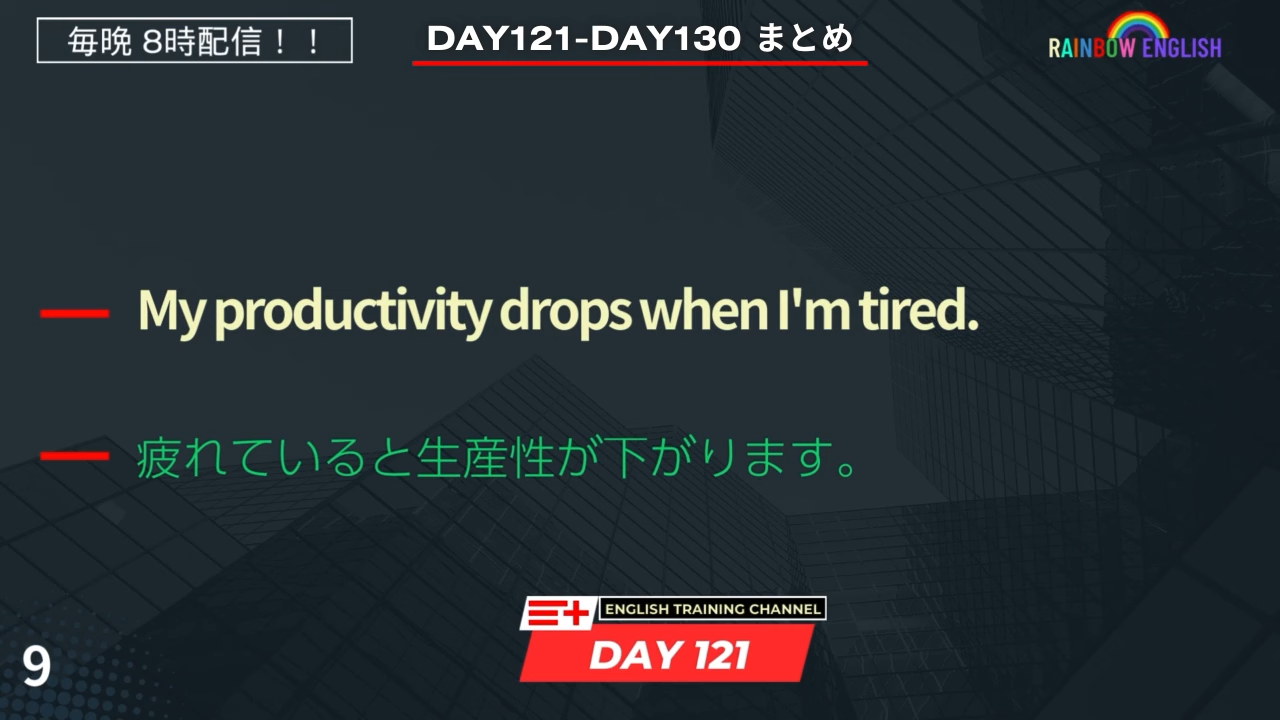 毎晩 8時配信！！
DAY121-DAY130 まとめ
RAINBOW ENGLISH
My productivity drops when I'm tired.
疲れていると生産性が下がります。
E+ ENGLISH TRAINING CHANNEL
DAY 121
9